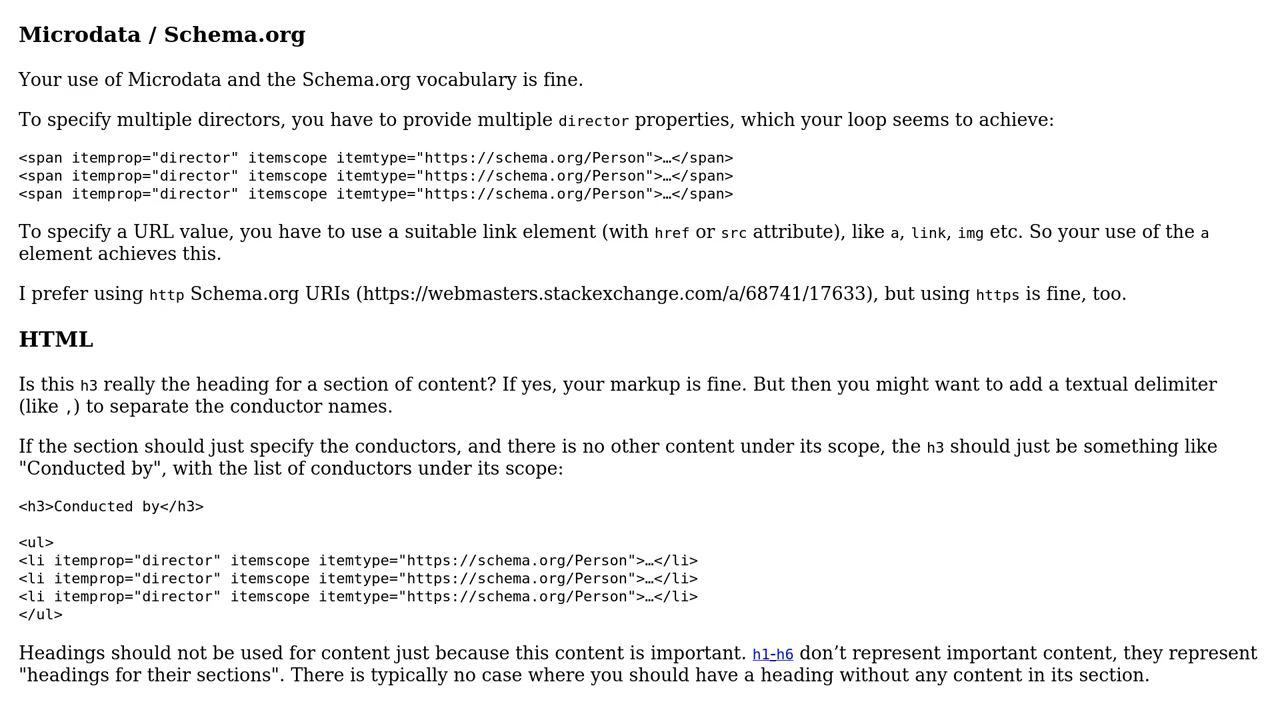 Microdata / Schema.org
Your use of Microdata and the Schema.org vocabulary is fine.
To specify multiple directors, you have to provide multiple director properties, which your loop seems to achieve:
<span itemprop="director" itemscope itemtype="https://schema.org/Person">…</span>
<span itemprop="director" itemscope itemtype="https://schema.org/Person">…</span>
<span itemprop="director" itemscope itemtype="https://schema.org/Person">…</span>
To specify a URL value, you have to use a suitable link element (with href or src attribute), like a, link, img etc. So your use of the a
element achieves this.
I prefer using http Schema.org URIs (https://webmasters.stackexchange.com/a/68741/17633), but using https is fine, too.
HTML
Is this h3 really the heading for a section of content? If yes, your markup is fine. But then you might want to add a textual delimiter
(like ,) to separate the conductor names.
If the section should just specify the conductors, and there is no other content under its scope, the h3 should just be something like
"Conducted by", with the list of conductors under its scope:
<h3>Conducted by</h3>
<ul>
<li itemprop="director" itemscope itemtype="https://schema.org/Person">…</li>
<li itemprop="director" itemscope itemtype="https://schema.org/Person">…</li>
<li itemprop="director" itemscope itemtype="https://schema.org/Person">…</li>
</ul>
Headings should not be used for content just because this content is important. h1-h6 don’t represent important content, they represent
"headings for their sections". There is typically no case where you should have a heading without any content in its section.